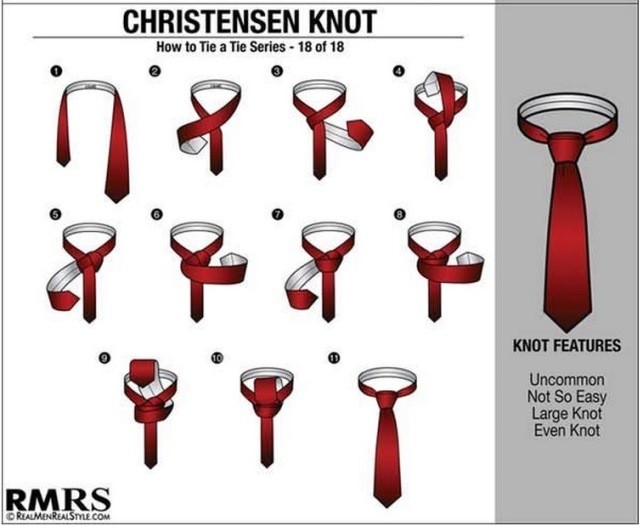 CHRISTENSEN KNOT
How to Tie a Tie Series - 18 of 18
1
2
3
4
5
6
7
8
9
10
11
KNOT FEATURES
Uncommon
Not So Easy
Large Knot
Even Knot
RMRS
© REALMENREALSTYLE.COM